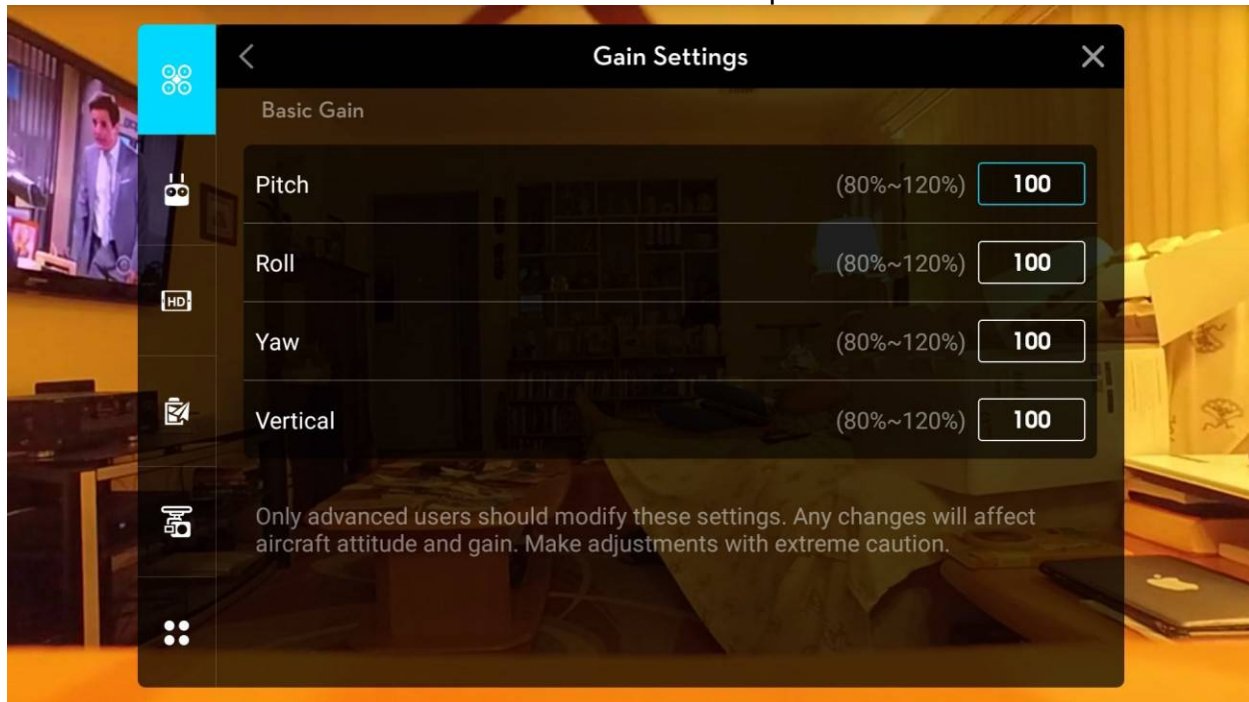 Gain Settings
Basic Gain
Pitch (80%~120%) 100
Roll (80%~120%) 100
HD
Yaw (80%~120%) 100
Vertical (80%~120%) 100
Only advanced users should modify these settings. Any changes will affect
aircraft attitude and gain. Make adjustments with extreme caution.